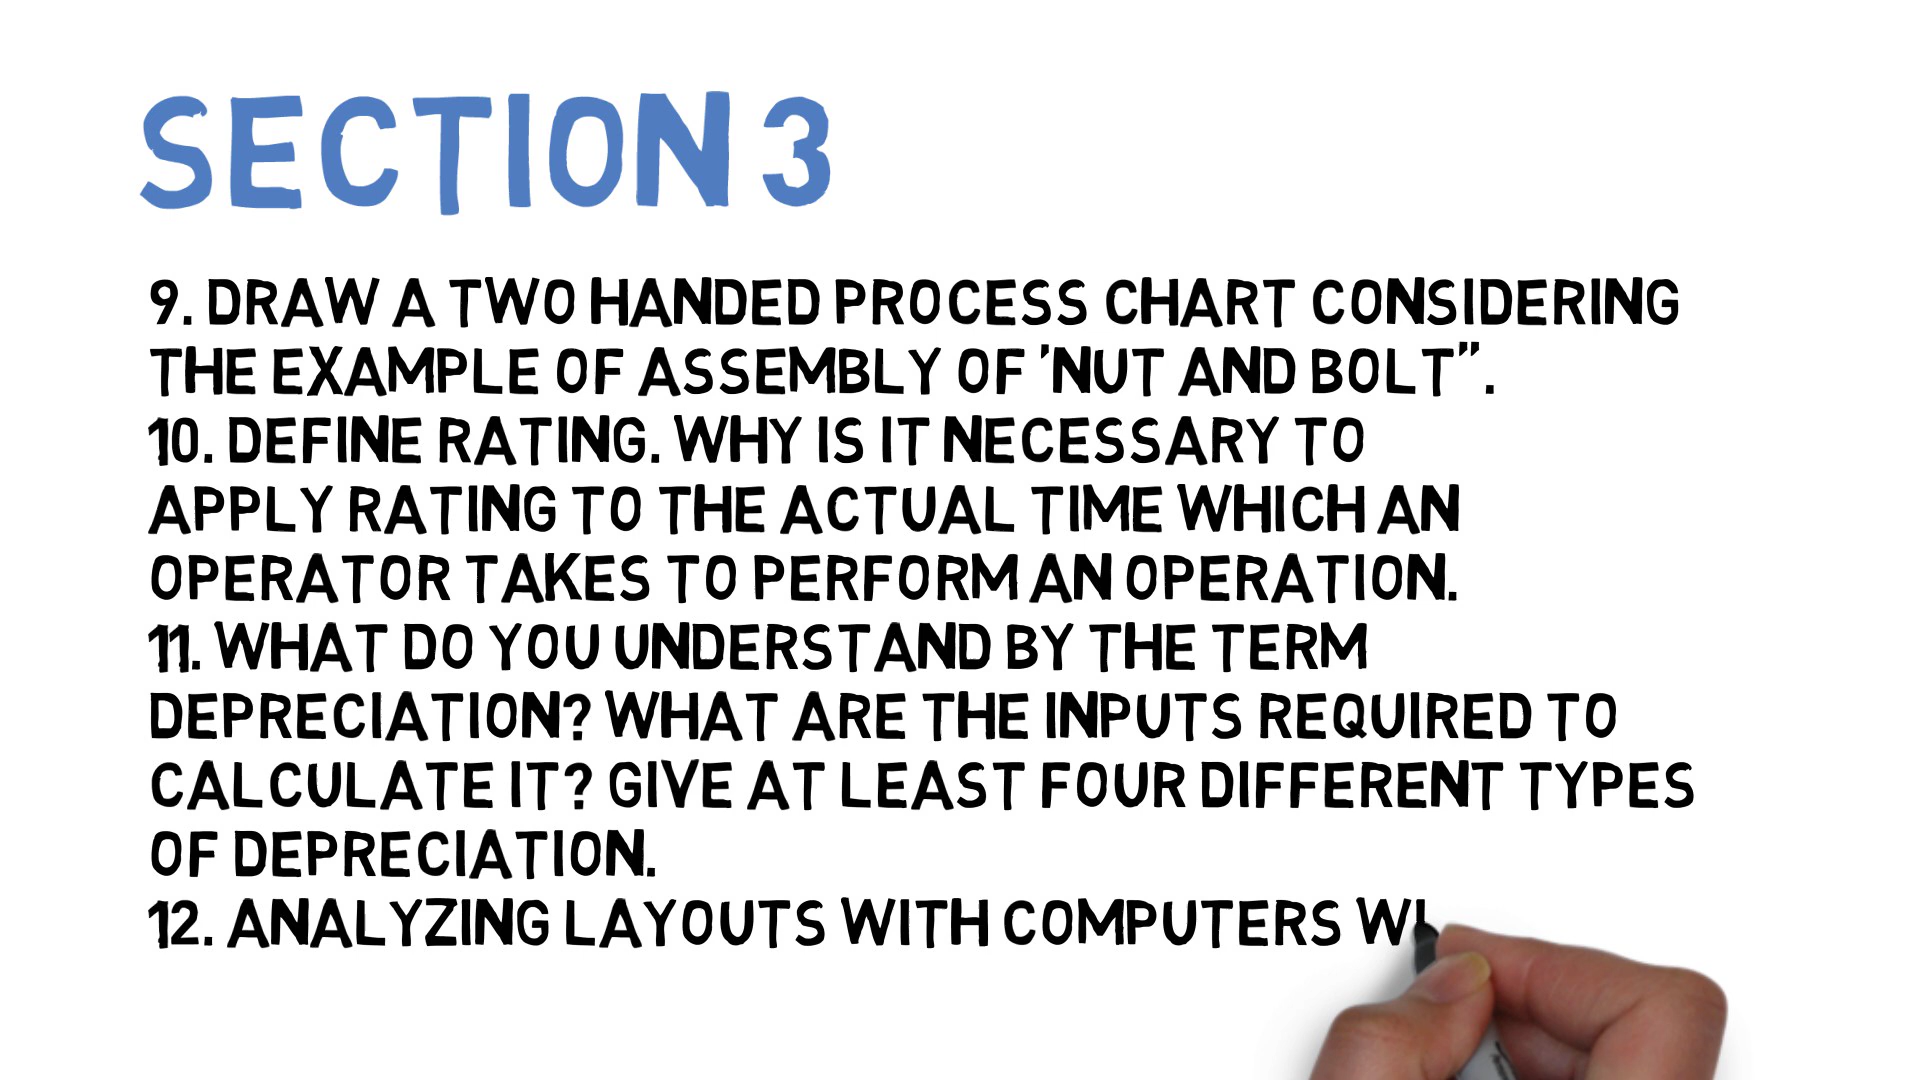 SECTION 3
9. DRAW A TWO HANDED PROCESS CHART CONSIDERING
THE EXAMPLE OF ASSEMBLY OF 'NUT AND BOLT”.
10. DEFINE RATING. WHY IS IT NECESSARY TO
APPLY RATING TO THE ACTUAL TIME WHICH AN
OPERATOR TAKES TO PERFORM AN OPERATION.
11. WHAT DO YOU UNDERSTAND BY THE TERM
DEPRECIATION? WHAT ARE THE INPUTS REQUIRED TO
CALCULATE IT? GIVE AT LEAST FOUR DIFFERENT TYPES
OF DEPRECIATION.
12. ANALYZING LAYOUTS WITH COMPUTERS